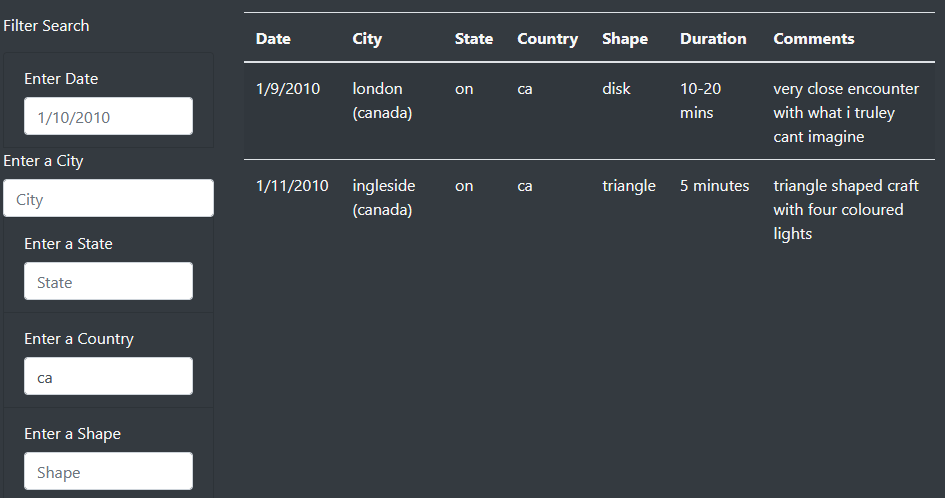 Filter Search
Enter Date
1/10/2010
Enter a City
City
Enter a State
State
Enter a Country
ca
Enter a Shape
Shape
Date City State Country Shape Duration Comments
1/9/2010 london on ca disk 10-20 very close encounter
(canada) mins with what i truley
cant imagine
1/11/2010 ingleside on ca triangle 5 minutes triangle shaped craft
(canada) with four coloured
lights